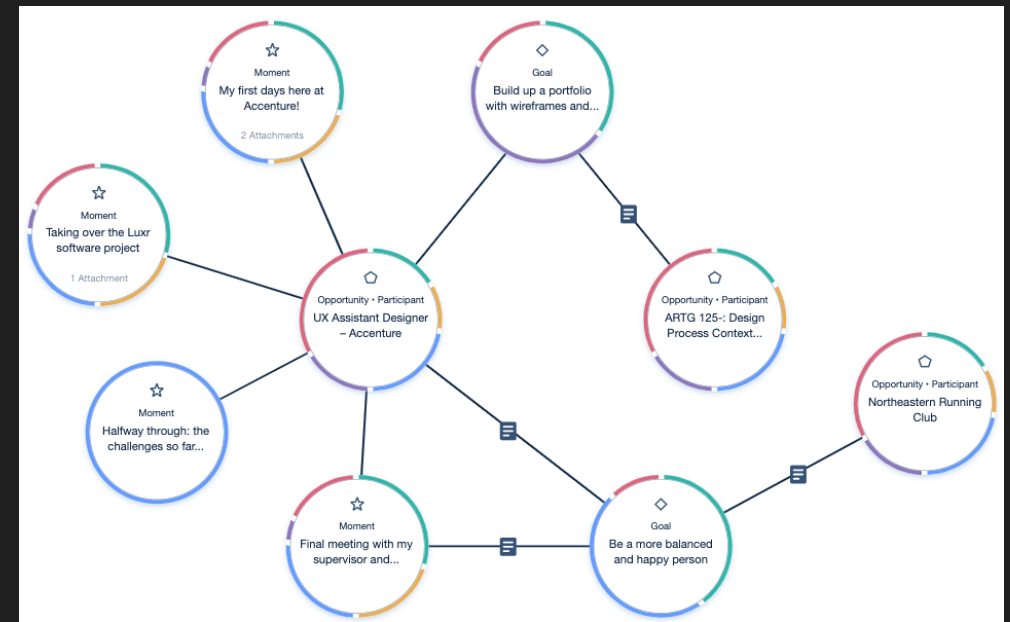 Moment
My first days here at
Accenture!
2 Attachments
Goal
Build up a portfolio
with wireframes and...
Moment
Taking over the Luxr
software project
1 Attachment
Opportunity • Participant
UX Assistant Designer
– Accenture
Opportunity • Participant
ARTG 125-: Design
Process Context...
Opportunity • Participant
Northeastern Running
Club
Moment
Halfway through: the
challenges so far...
Moment
Final meeting with my
supervisor and...
Goal
Be a more balanced
and happy person